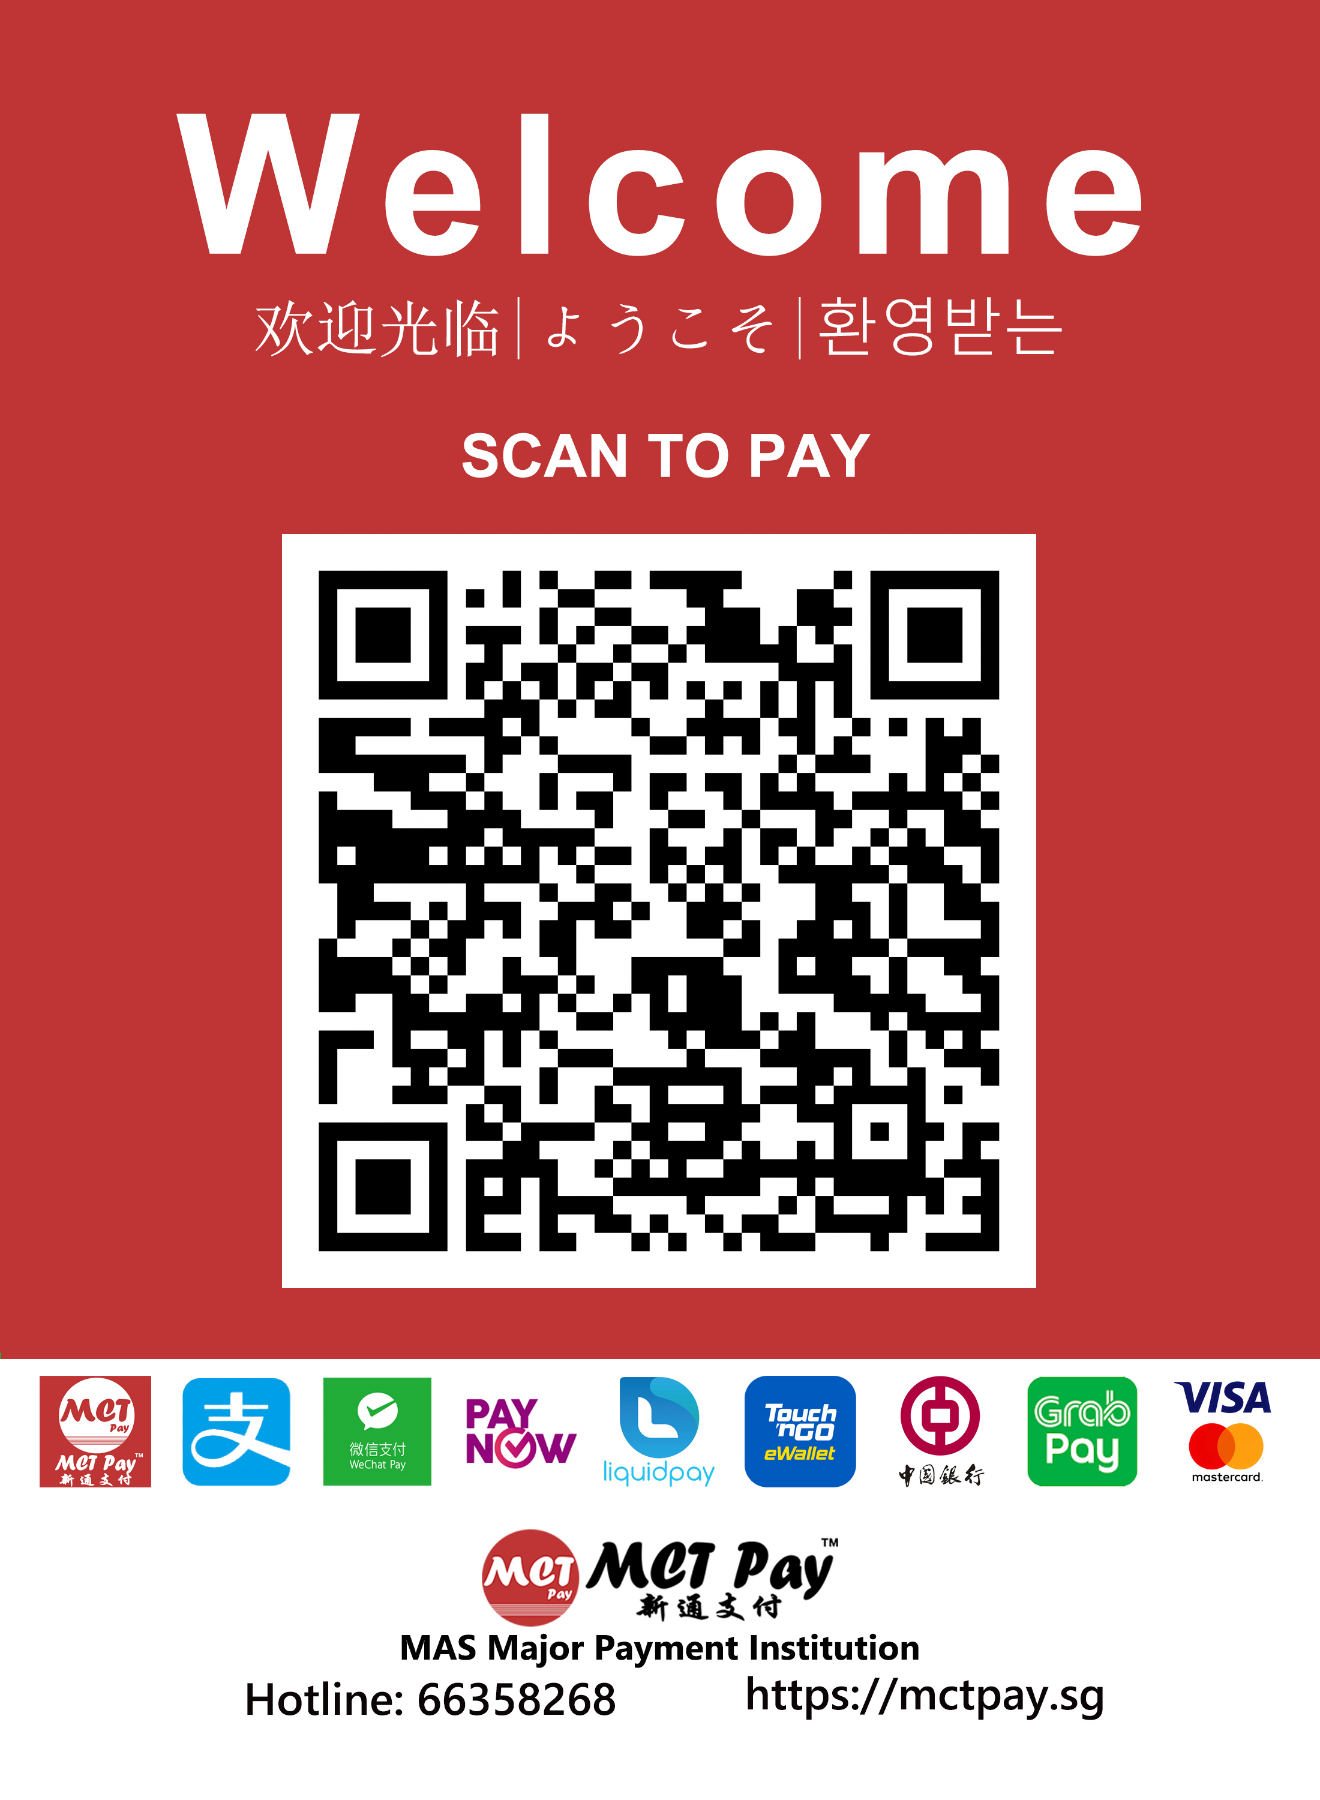 Welcome
欢迎光临|ようこそ|환영받는
SCAN TO PAY
MCT
Pay
MCT Pay™
新通支付
支
微信支付
WeChat Pay
PAY
NOW
liquidpay
Touch
'nGO
eWallet
中国銀行
Grab
Pay
VISA
mastercard.
MCT
Pay
MCT Pay™
新通支付
MAS Major Payment Institution
Hotline: 66358268
https://mctpay.sg